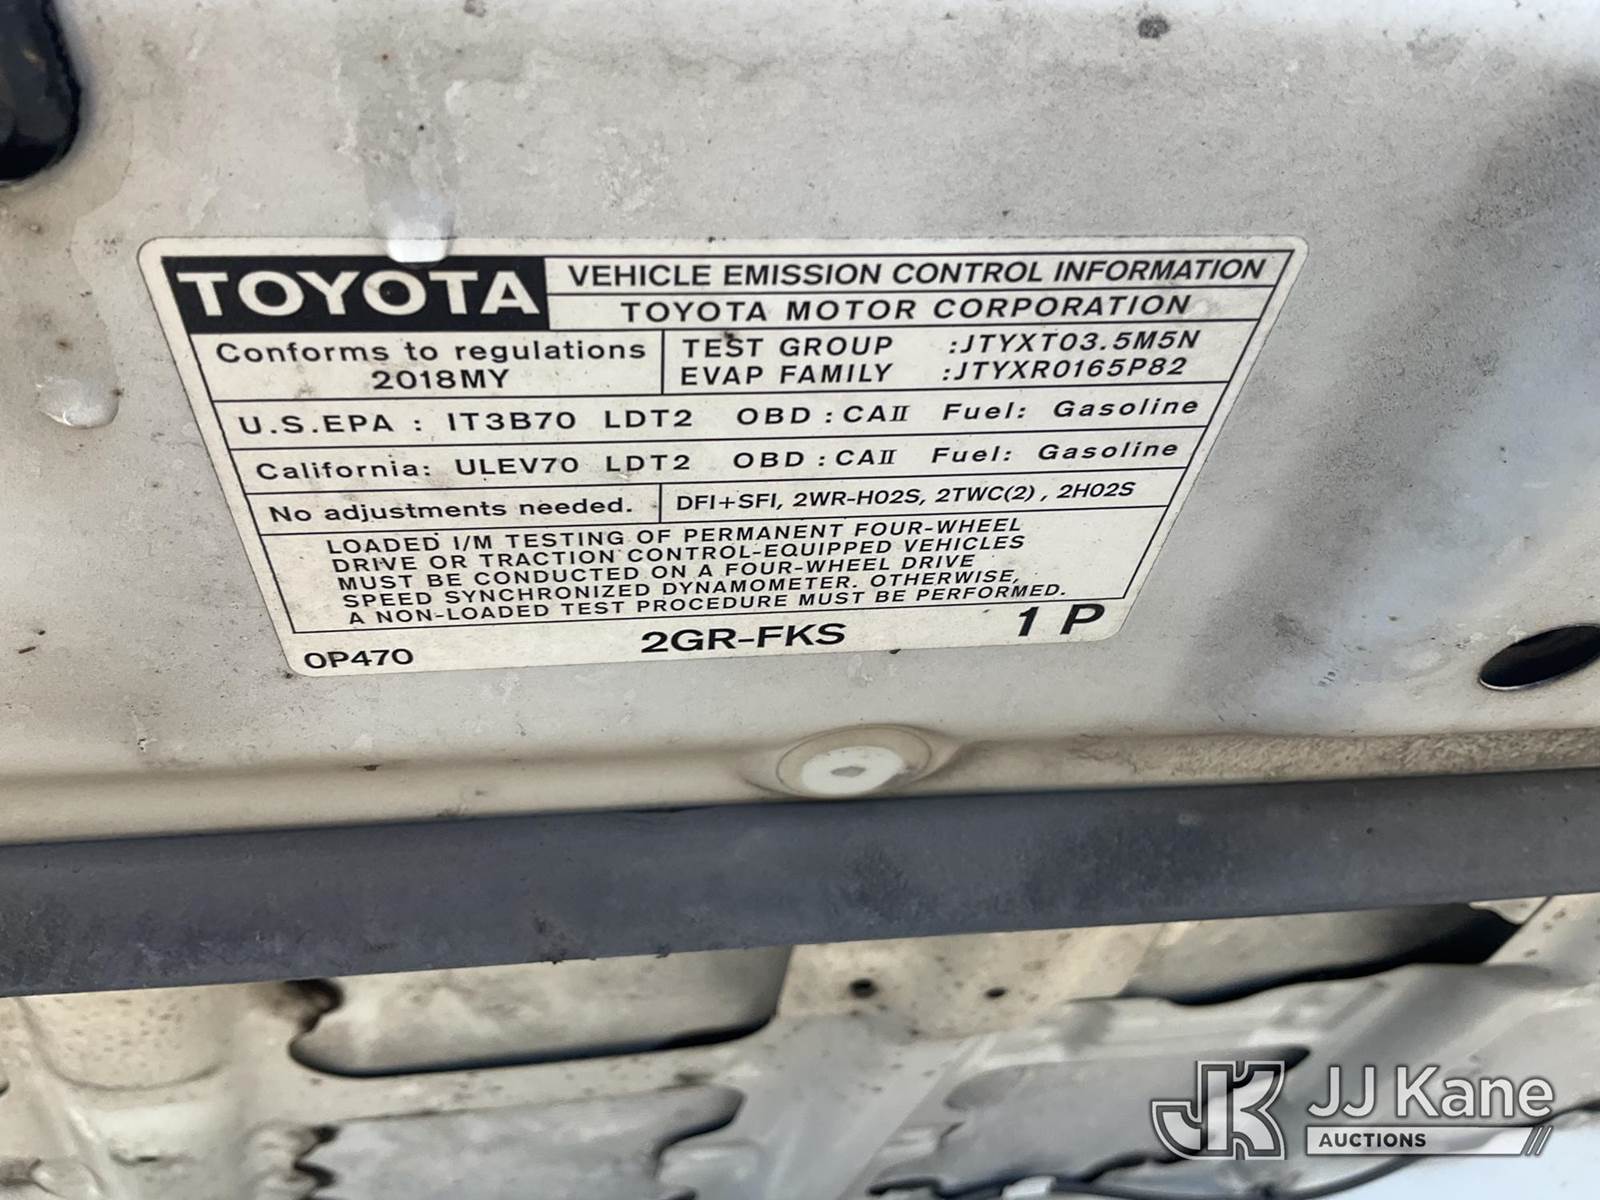 TOYOTA
VEHICLE EMISSION CONTROL INFORMATION
TOYOTA MOTOR CORPORATION
Conforms to regulations
2018MY
TEST GROUP :JTYXT03.5M5N
EVAP FAMILY :JTYXR0165P82
U.S.EPA : IT3B70 LDT2 OBD : CAII Fuel: Gasoline
California: ULEV70 LDT2 OBD : CAII Fuel: Gasoline
No adjustments needed.
DFI+SFI, 2WR-HO2S, 2TWC(2), 2HO2S
LOADED I/M TESTING OF PERMANENT FOUR-WHEEL
DRIVE OR TRACTION CONTROL-EQUIPPED VEHICLES
MUST BE CONDUCTED ON A FOUR-WHEEL DRIVE
SPEED SYNCHRONIZED DYNAMOMETER. OTHERWISE,
A NON-LOADED TEST PROCEDURE MUST BE PERFORMED.
0P470 2GR-FKS 1 P
JK JJ Kane
AUCTIONS